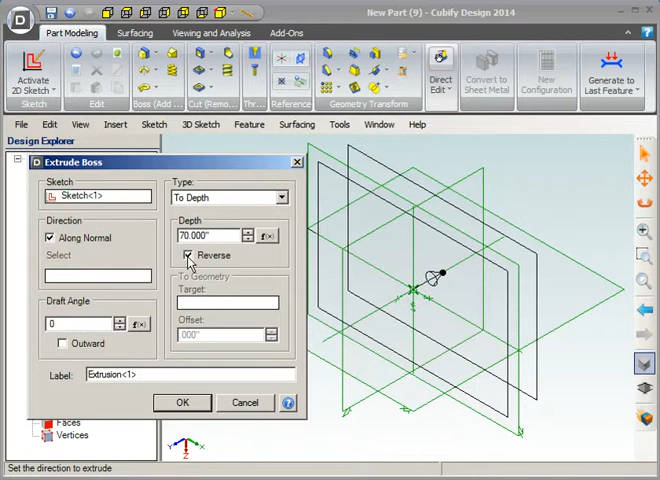 New Part (9) - Cubify Design 2014
D
Part Modeling Surfacing Viewing and Analysis Add-Ons
Activate
2D Sketch
Direct
Edit
Convert to
Sheet Metal
New
Configuration
Generate to
Last Feature
Sketch Edit Boss (Add ... Cut (Remo... Thr... Reference Geometry Transform
File Edit View Insert Sketch 3D Sketch Feature Surfacing Tools Window Help
Design Explorer
D Extrude Boss
Sketch
Sketch<1>
Type:
To Depth
Direction
Along Normal
Select
Depth
70.000"
f(x)
Reverse
To Geometry
Target:
Offset:
.000"
Draft Angle
0
f(x)
Outward
Label: Extrusion<1>
OK Cancel ?
Faces
Vertices
Y X
Z
Set the direction to extrude